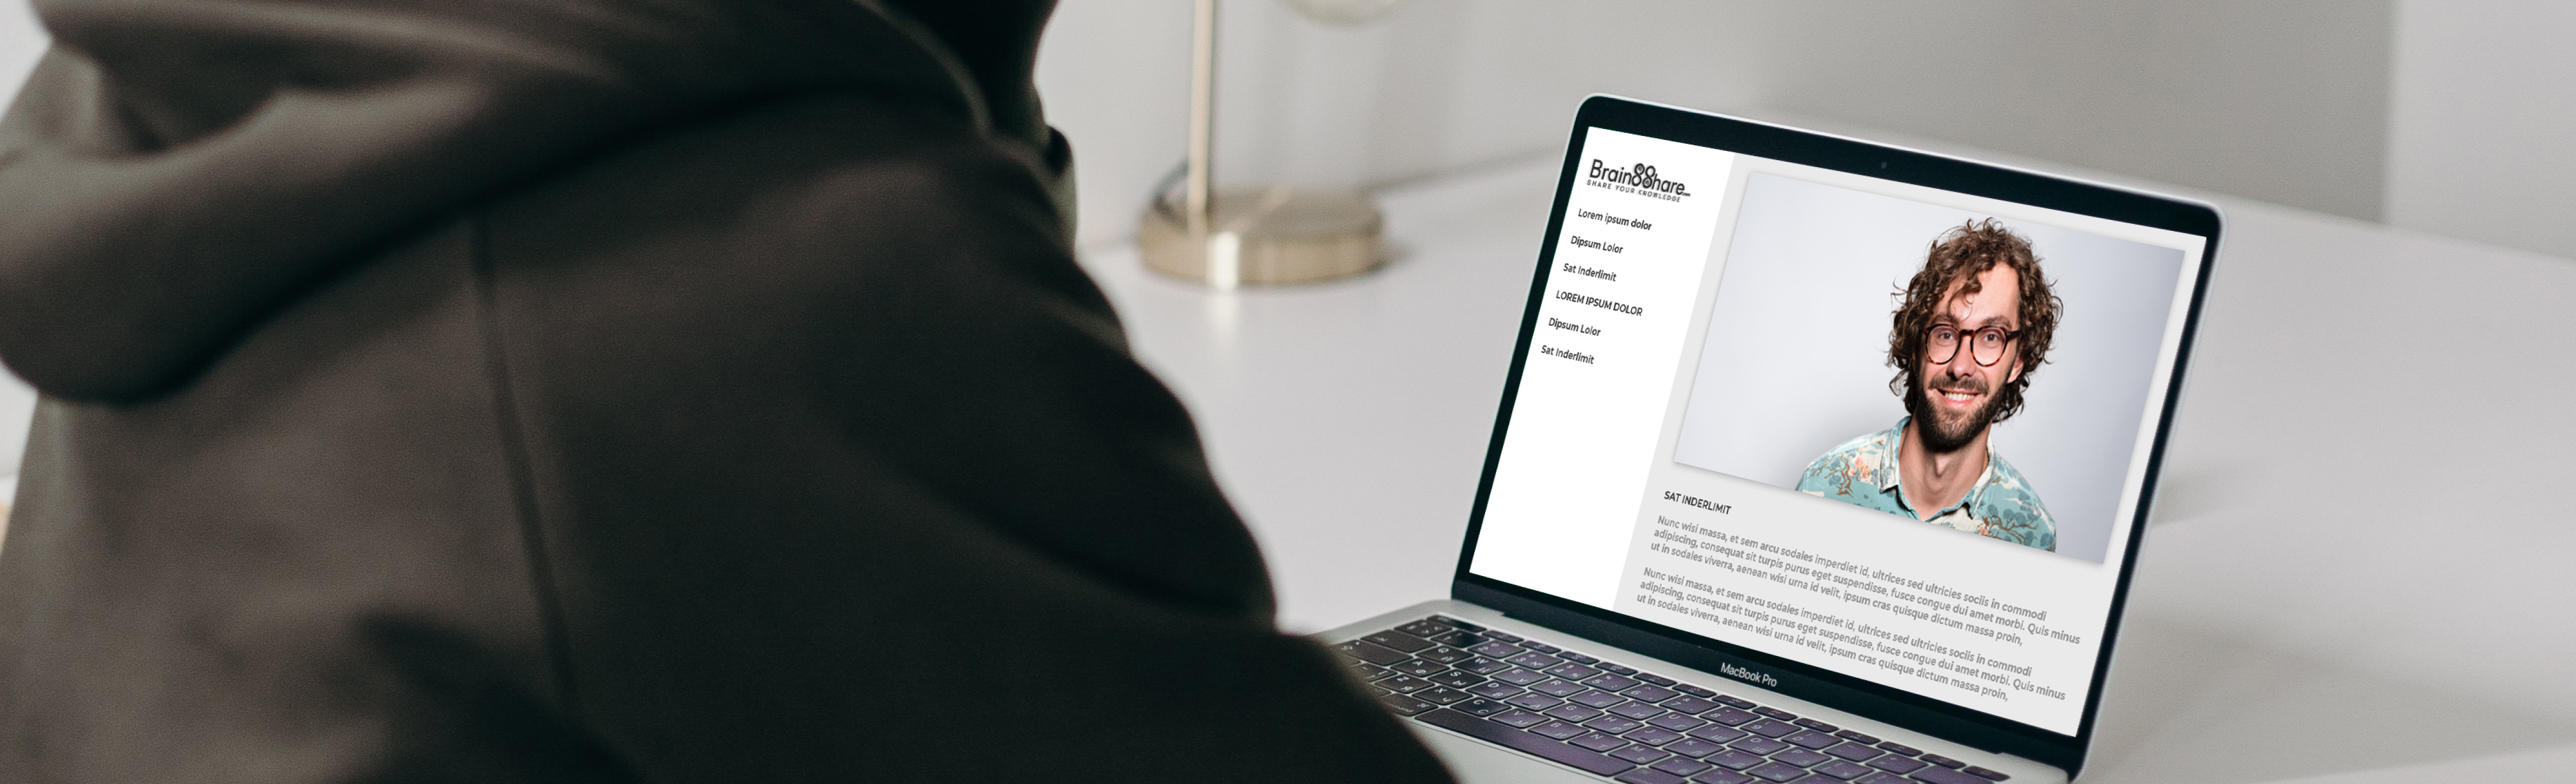 Brain88hare.com
SHARE YOUR KNOWLEDGE
Lorem ipsum dolor
Dipsum Lolor
Sat Inderlimit
LOREM IPSUM DOLOR
Dipsum Lolor
Sat Inderlimit
SAT INDERLIMIT
Nunc wisi massa, et sem arcu sodales imperdiet id, ultrices sed ultricies sociis in commodi
adipiscing, consequat sit turpis purus eget suspendisse, fusce congue dui amet morbi. Quis minus
ut in sodales viverra, aenean wisi urna id velit, ipsum cras quisque dictum massa proin,
Nunc wisi massa, et sem arcu sodales imperdiet id, ultrices sed ultricies sociis in commodi
adipiscing, consequat sit turpis purus eget suspendisse, fusce congue dui amet morbi. Quis minus
ut in sodales viverra, aenean wisi urna id velit, ipsum cras quisque dictum massa proin,
MacBook Pro